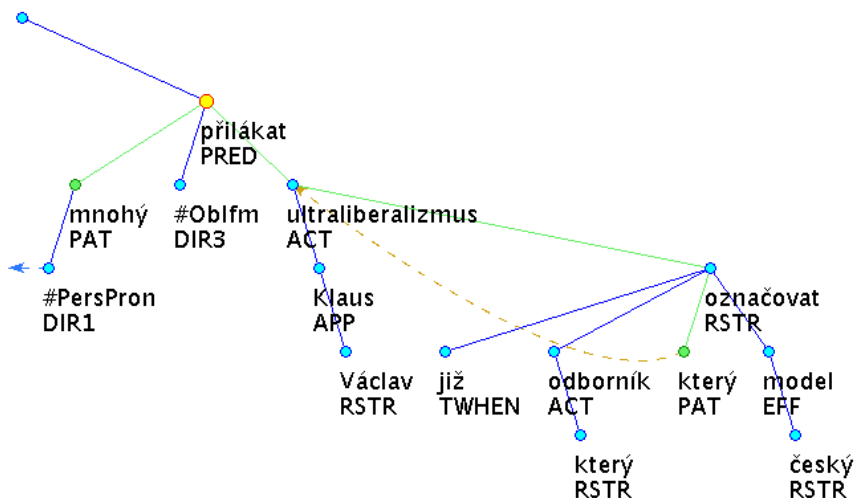 přilákat
PRED
mnohý
PAT
#Oblfm
DIR3
ultraliberalizmus
ACT
#PersPron
DIR1
Klaus
APP
označovat
RSTR
Václav
RSTR
již
TWHEN
odborník
ACT
který
PAT
model
EFF
který
RSTR
český
RSTR